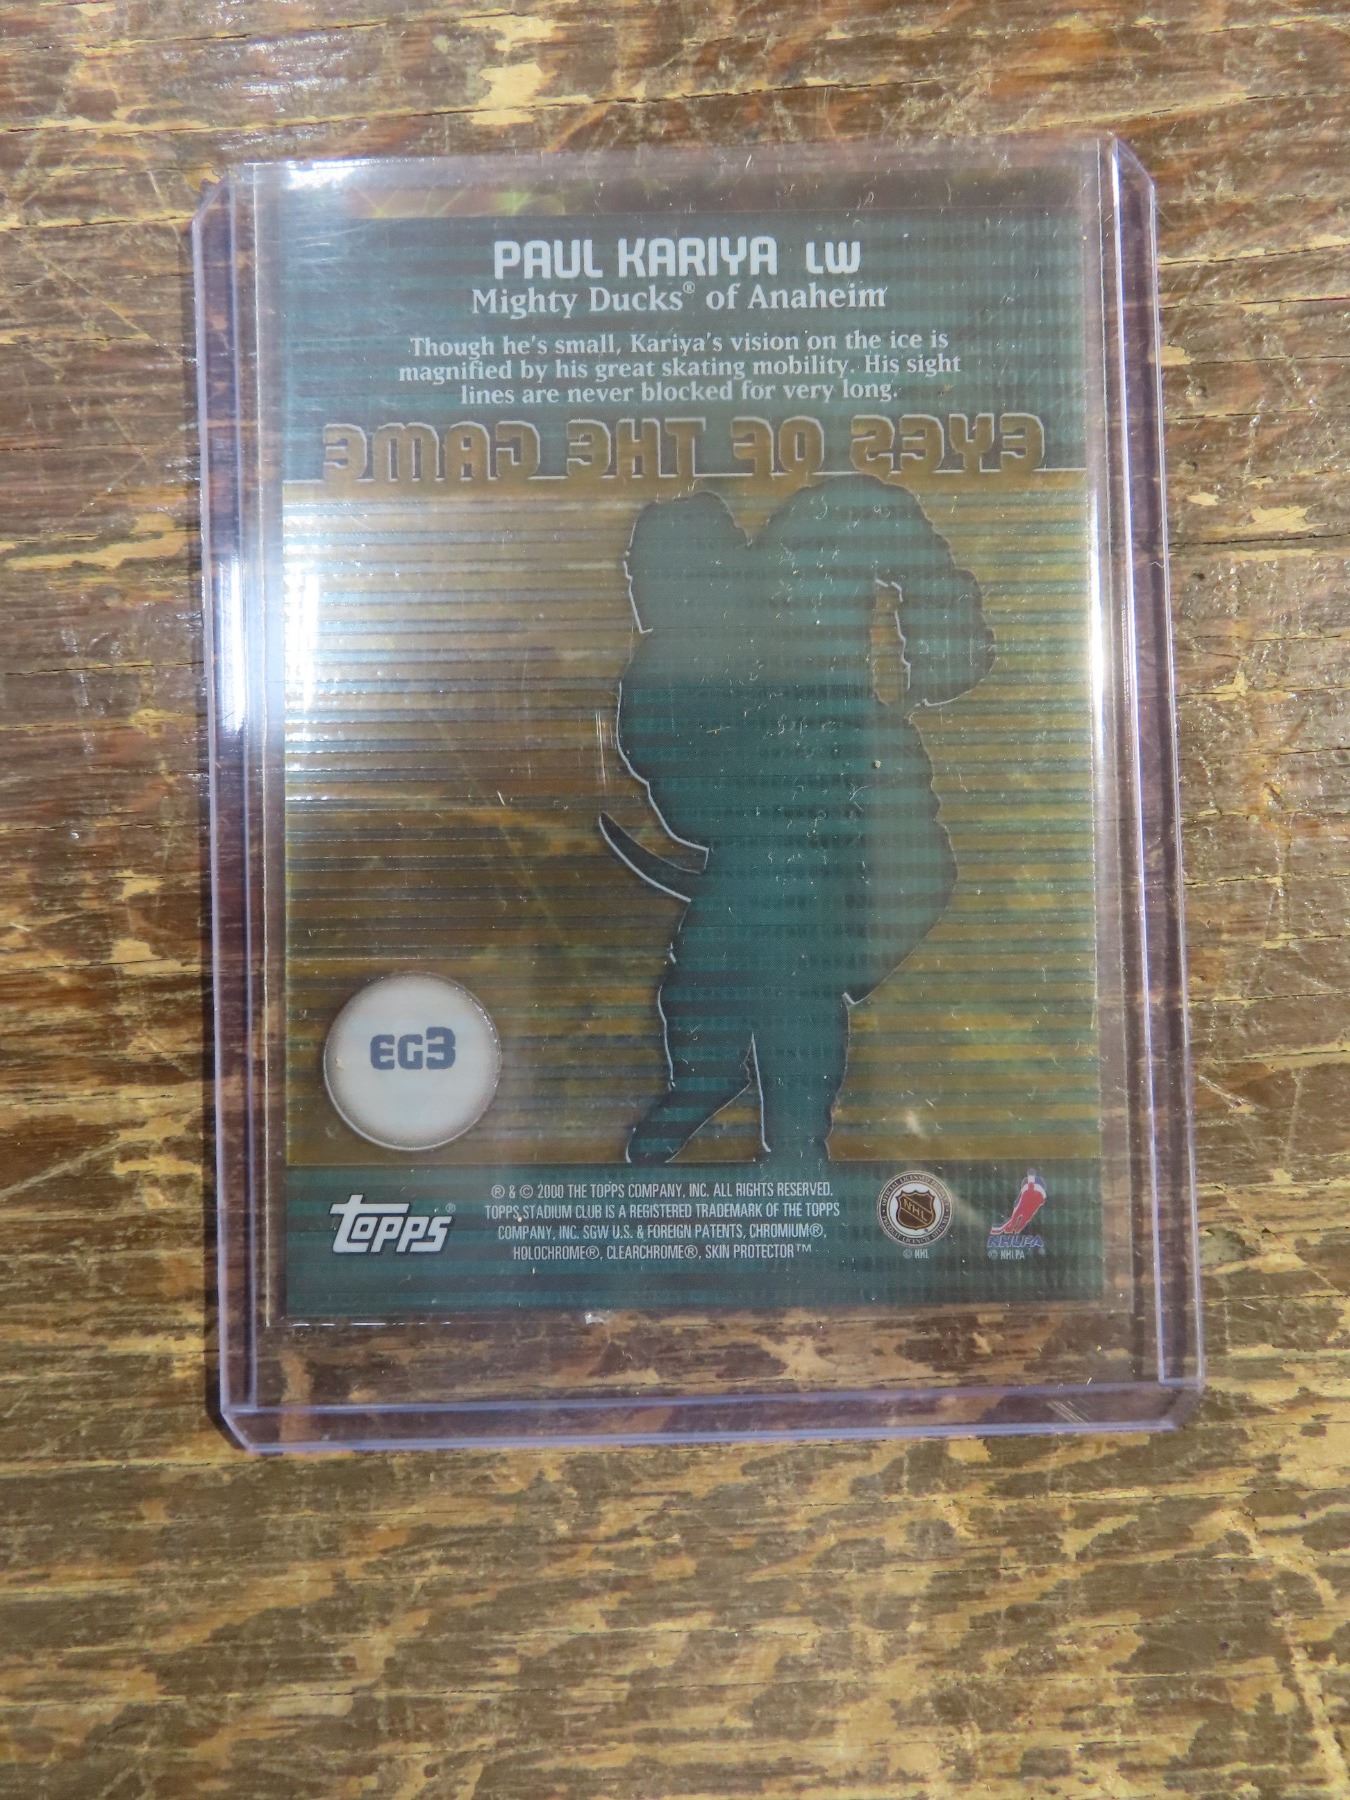 PAUL KARIYA LW
Mighty Ducks® of Anaheim
Though he's small, Kariya's vision on the ice is
magnified by his great skating mobility. His sight
lines are never blocked for very long.
EYES OF THE GAME
EG3
topps®
® & © 2000 THE TOPPS COMPANY, INC. ALL RIGHTS RESERVED.
TOPPS STADIUM CLUB IS A REGISTERED TRADEMARK OF THE TOPPS
COMPANY, INC. SGW U.S. & FOREIGN PATENTS, CHROMIUM®,
HOLOCHROME®, CLEARCHROME®, SKIN PROTECTOR™
NHL
© NHL
NHLPA
© NHLPA